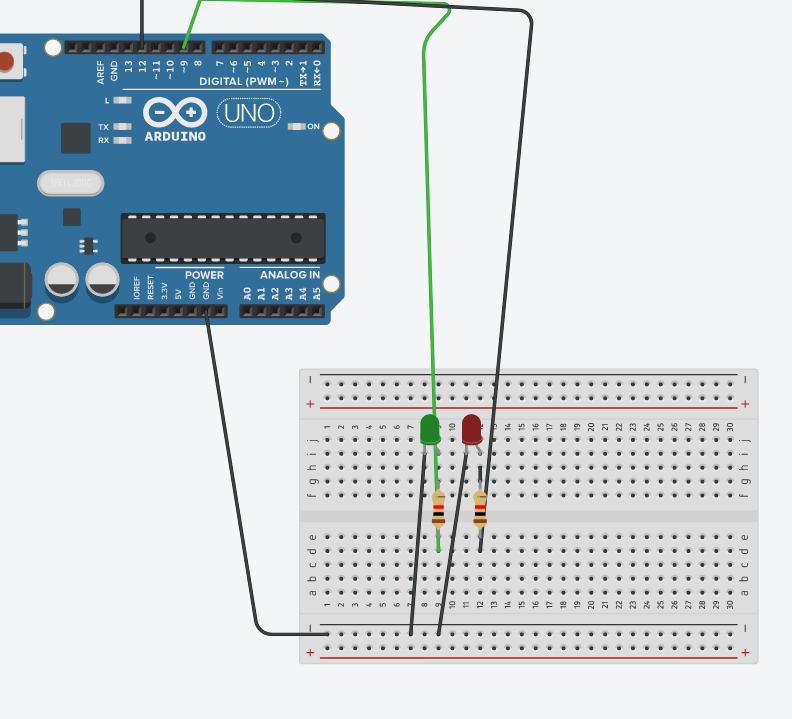 AREF
GND
13
12
~11
~10
~9
8
7
~6
~5
4
~3
2
TX→1
RX←0
DIGITAL (PWM~)
L
TX
RX
UNO
ON
ARDUINO
POWER
ANALOG IN
IOREF
RESET
3.3V
5V
GND
GND
Vin
A0
A1
A2
A3
A4
A5
− −
+ +
1 2 3 4 5 6 7 10 13 14 15 16 17 18 19 20 21 22 23 24 25 26 27 28 29 30
j j
i i
h h
g g
f f
e e
d d
c c
b b
a a
1 2 3 4 5 6 7 8 9 10 11 12 13 14 15 16 17 18 19 20 21 22 23 24 25 26 27 28 29 30
− −
+ +